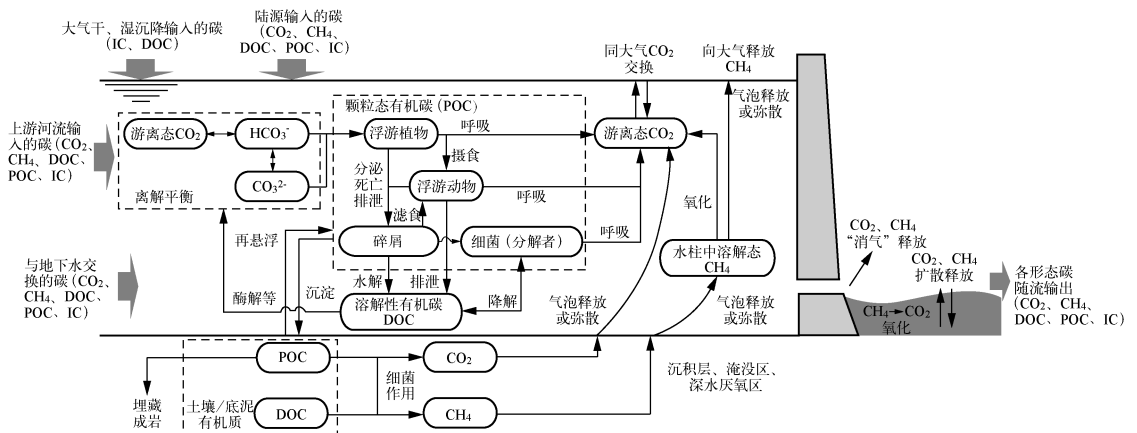 大气干、湿沉降输入的碳
(IC、DOC)
陆源输入的碳
(CO₂、CH₄、
DOC、POC、IC)
同大气CO₂
交换
向大气释放
CH₄
气泡释放
或弥散
上游河流输
入的碳(CO₂、
CH₄、DOC、
POC、IC)
游离态CO₂
HCO₃⁻
CO₃²⁻
离解平衡
颗粒态有机碳(POC)
浮游植物
呼吸
游离态CO₂
摄食
分泌
死亡
排泄
浮游动物
呼吸
滤食
碎屑
细菌(分解者)
呼吸
氧化
水柱中溶解态
CH₄
再悬浮
水解
排泄
与地下水交
换的碳(CO₂、
CH₄、DOC、
POC、IC)
酶解等
沉淀
溶解性有机碳
DOC
降解
气泡释放
或弥散
气泡释放
或弥散
CO₂、CH₄
“消气”释放
CO₂、CH₄
扩散释放
CH₄→CO₂
氧化
各形态碳
随流输出
(CO₂、CH₄、
DOC、POC、IC)
POC
CO₂
细菌
作用
沉积层、淹没区、
深水厌氧区
埋藏
成岩
土壤/底泥
有机质
DOC
CH₄